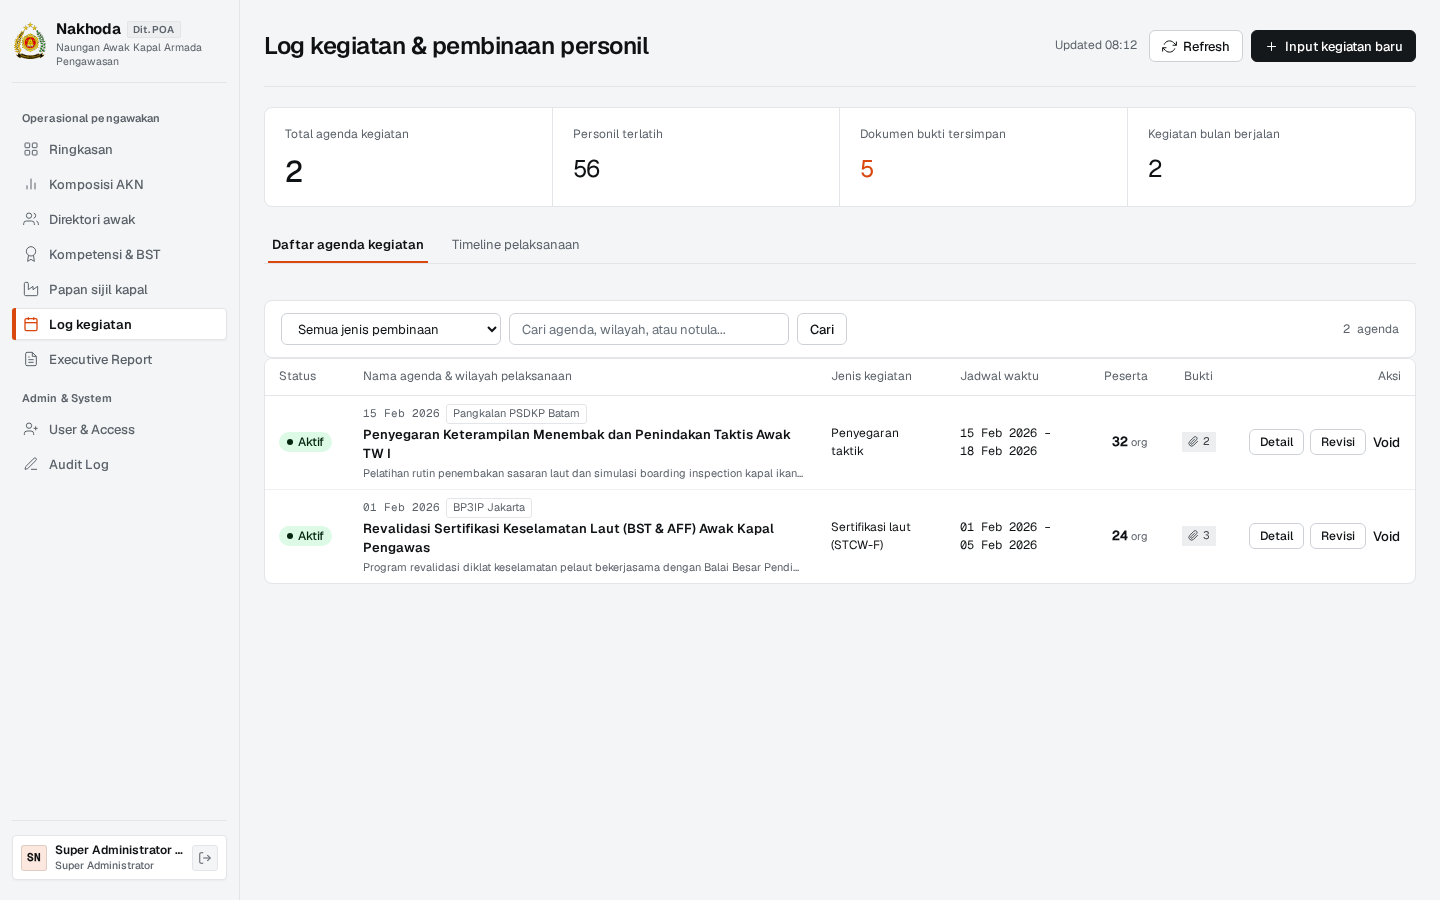 Nakhoda Dit.POA
Naungan Awak Kapal Armada
Pengawasan
Operasional pengawakan
Ringkasan
Komposisi AKN
Direktori awak
Kompetensi & BST
Papan sijil kapal
Log kegiatan
Executive Report
Admin & System
User & Access
Audit Log
SN
Super Administrator ...
Super Administrator
Log kegiatan & pembinaan personil
Updated 08:12
Refresh
Input kegiatan baru
Total agenda kegiatan
2
Personil terlatih
56
Dokumen bukti tersimpan
5
Kegiatan bulan berjalan
2
Daftar agenda kegiatan
Timeline pelaksanaan
Semua jenis pembinaan
Cari agenda, wilayah, atau notula...
Cari
2 agenda
Status
Nama agenda & wilayah pelaksanaan
Jenis kegiatan
Jadwal waktu
Peserta
Bukti
Aksi
Aktif
15 Feb 2026 Pangkalan PSDKP Batam
Penyegaran Keterampilan Menembak dan Penindakan Taktis Awak
TW I
Pelatihan rutin penembakan sasaran laut dan simulasi boarding inspection kapal ikan...
Penyegaran
taktik
15 Feb 2026 -
18 Feb 2026
32 org
2
Detail
Revisi
Void
Aktif
01 Feb 2026 BP3IP Jakarta
Revalidasi Sertifikasi Keselamatan Laut (BST & AFF) Awak Kapal
Pengawas
Program revalidasi diklat keselamatan pelaut bekerjasama dengan Balai Besar Pendi...
Sertifikasi laut
(STCW-F)
01 Feb 2026 -
05 Feb 2026
24 org
3
Detail
Revisi
Void